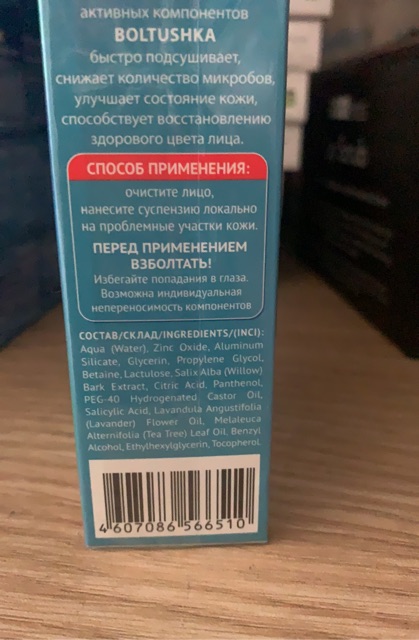 активных компонентов
BOLTUSHKA
быстро подсушивает,
снижает количество микробов,
улучшает состояние кожи,
способствует восстановлению
здорового цвета лица.
СПОСОБ ПРИМЕНЕНИЯ:
очистите лицо,
нанесите суспензию локально
на проблемные участки кожи.
ПЕРЕД ПРИМЕНЕНИЕМ
ВЗБОЛТАТЬ!
Избегайте попадания в глаза.
Возможна индивидуальная
непереносимость компонентов
СОСТАВ/СКЛАД/INGREDIENTS/(INCI):
Aqua (Water), Zinc Oxide, Aluminum
Silicate, Glycerin, Propylene Glycol,
Betaine, Lactulose, Salix Alba (Willow)
Bark Extract, Citric Acid, Panthenol,
PEG-40 Hydrogenated Castor Oil,
Salicylic Acid, Lavandula Angustifolia
(Lavander) Flower Oil, Melaleuca
Alternifolia (Tea Tree) Leaf Oil, Benzyl
Alcohol, Ethylhexylglycerin, Tocopherol
4 607086 566510